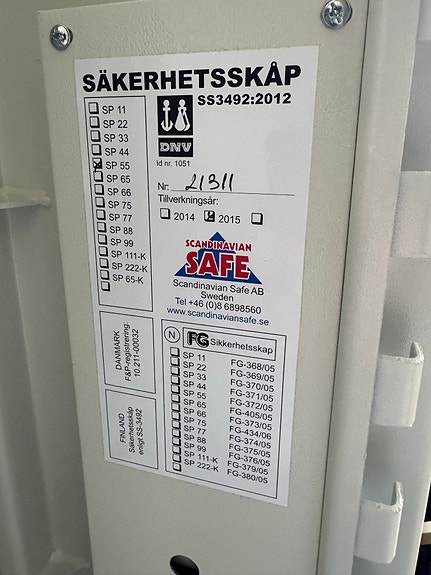 SÄKERHETSSKÅP
SS3492:2012
SP 11
SP 22
SP 33
SP 44
SP 55
SP 65
SP 66
SP 75
SP 77
SP 88
SP 99
SP 111-K
SP 222-K
SP 65-K
DNV
Id nr. 1051
Nr: 21311
Tillverkningsår:
2014 2015
SCANDINAVIAN
SAFE
Scandinavian Safe AB
Sweden
Tel +46 (0)8 6898560
www.scandinaviansafe.se
DANMARK
F&P-registrering:
10.211-00032
FINLAND
Säkerhetsskåp
enligt SS-3492
N FG Sikkerhetsskap
SP 11 FG-368/05
SP 22 FG-369/05
SP 33 FG-370/05
SP 44 FG-371/05
SP 55 FG-372/05
SP 65 FG-405/05
SP 66 FG-373/05
SP 75 FG-434/06
SP 77 FG-374/05
SP 88 FG-375/05
SP 99 FG-376/05
SP 111-K FG-379/05
SP 222-K FG-380/05